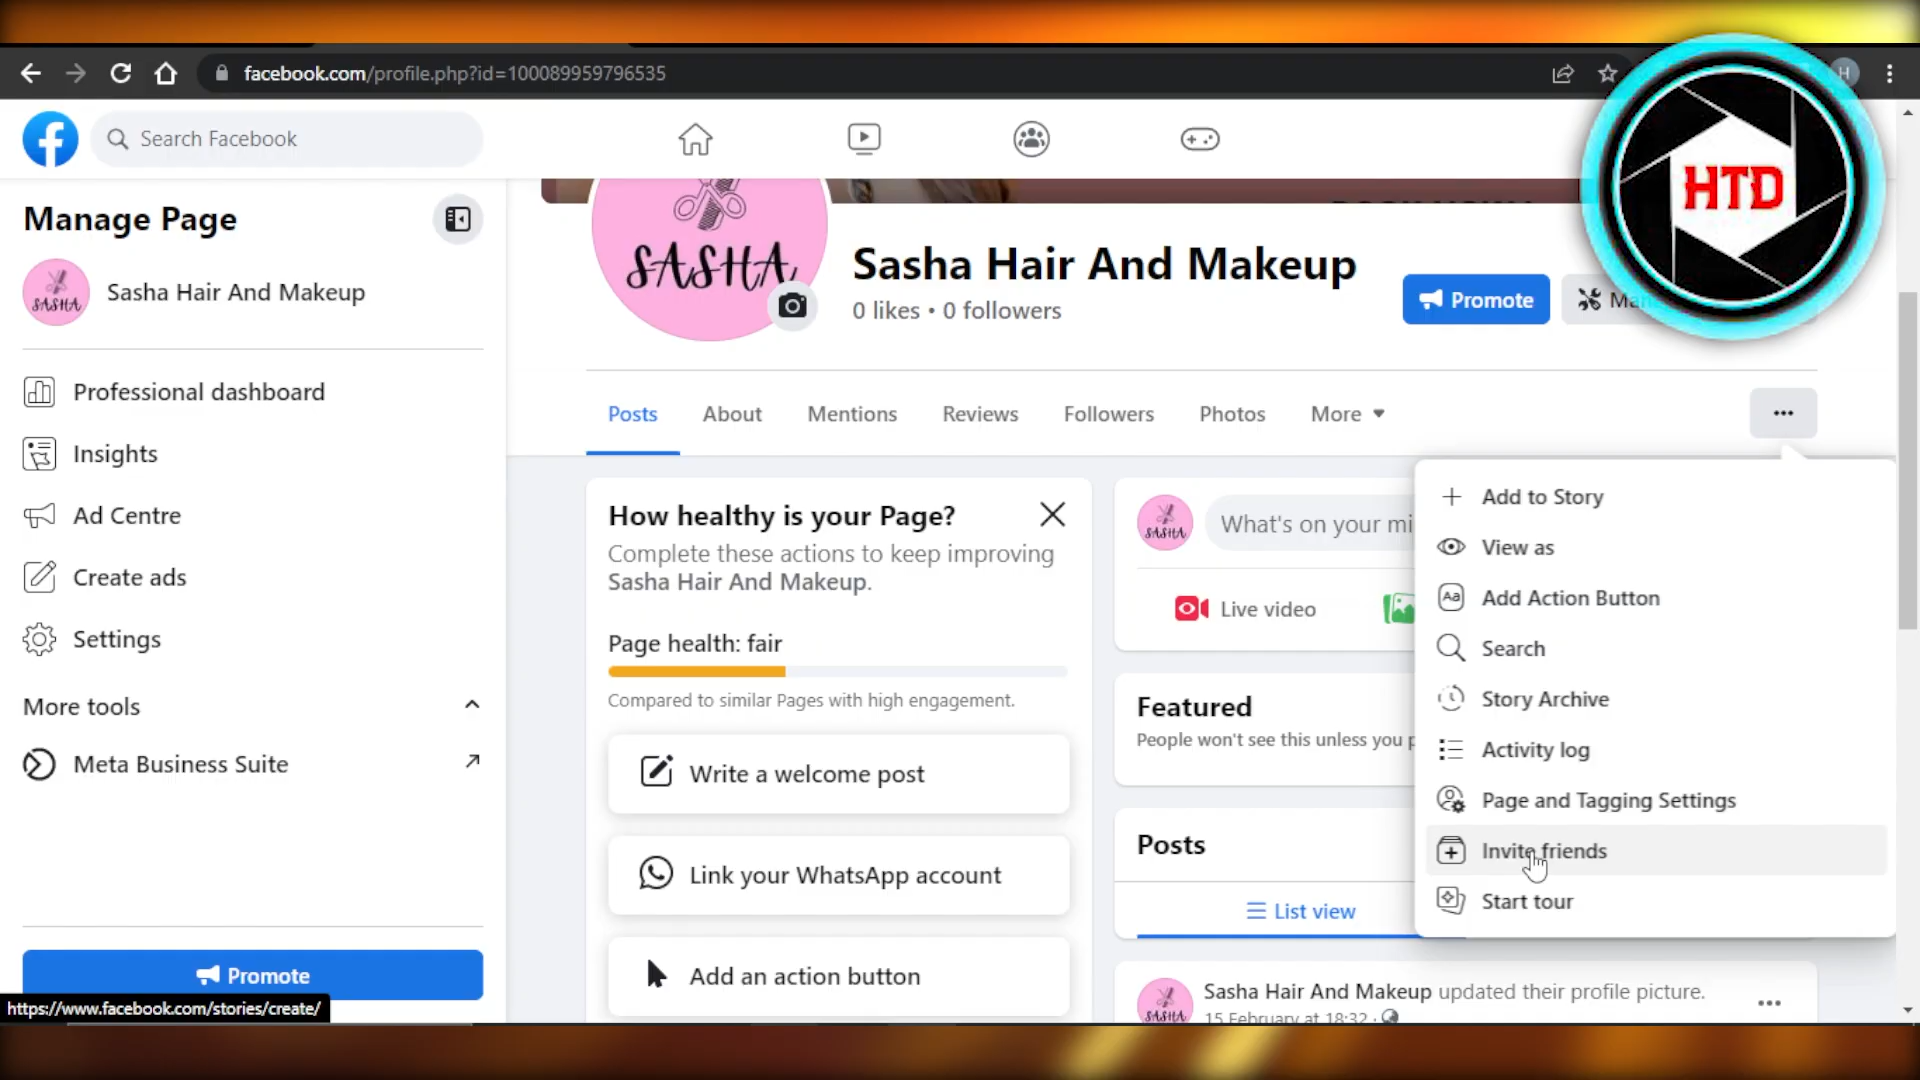 facebook.com/profile.php?id=100089959796535
H
Search Facebook
HTD
Manage Page
Sasha Hair And Makeup
SASHA
Professional dashboard
Insights
Ad Centre
Create ads
Settings
More tools
Meta Business Suite
Promote
https://www.facebook.com/stories/create/
SASHA
Sasha Hair And Makeup
0 likes • 0 followers
Promote
Posts
About
Mentions
Reviews
Followers
Photos
More
How healthy is your Page?
Complete these actions to keep improving
Sasha Hair And Makeup.
Page health: fair
Compared to similar Pages with high engagement.
Write a welcome post
Link your WhatsApp account
Add an action button
SASHA
What's on your mi
Live video
Featured
People won't see this unless you p
Posts
List view
SASHA
Sasha Hair And Makeup updated their profile picture.
15 February at 18:32 ·
Add to Story
View as
Aa
Add Action Button
Search
Story Archive
Activity log
Page and Tagging Settings
Invite friends
Start tour